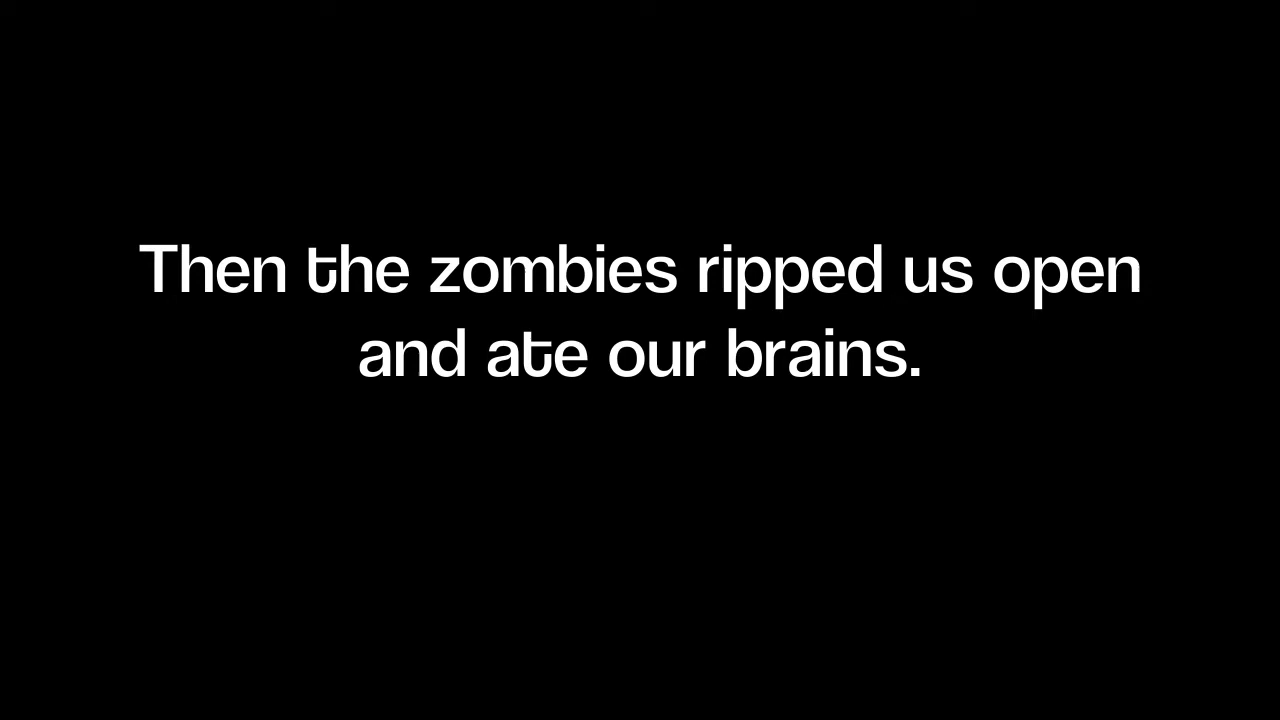 Then the zombies ripped us open
and ate our brains.